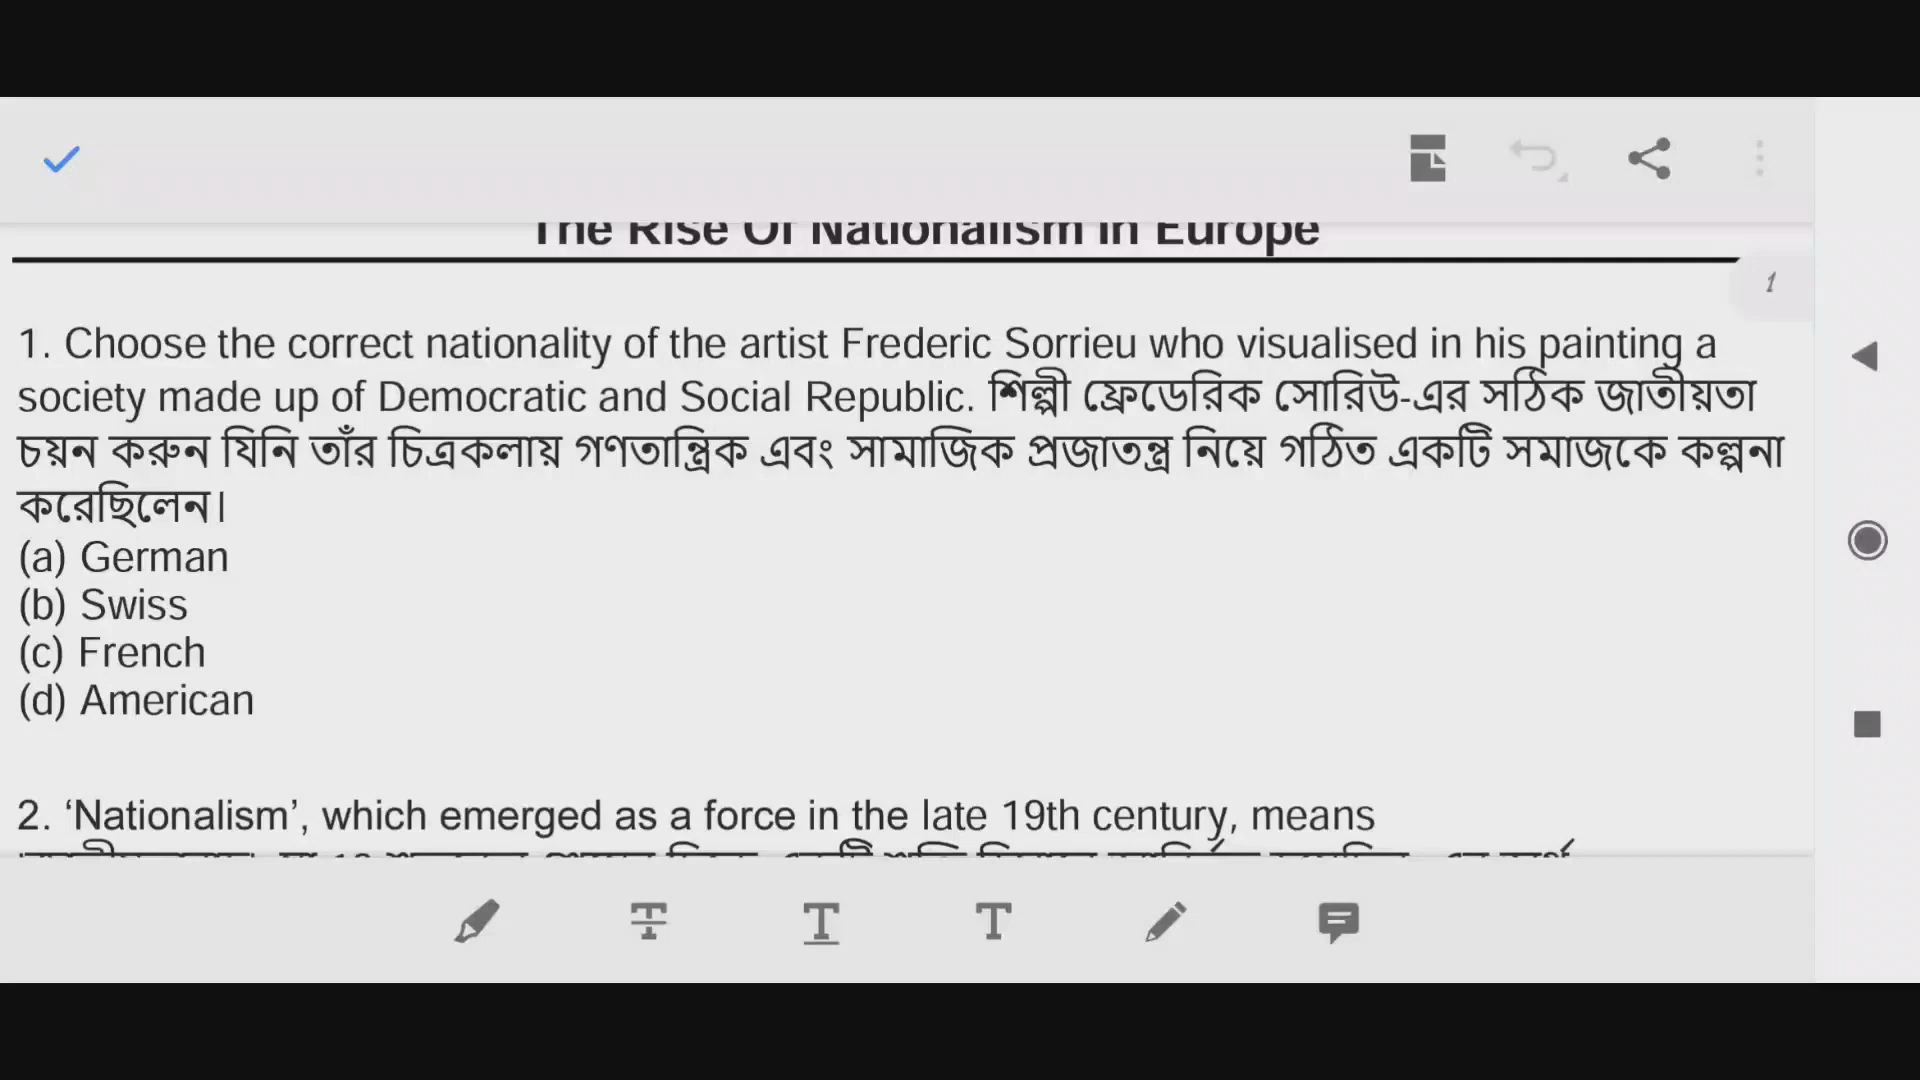 The Rise Of Nationalism in Europe
1
1. Choose the correct nationality of the artist Frederic Sorrieu who visualised in his painting a
society made up of Democratic and Social Republic. শিল্পী ফ্রেডেরিক সোরিউ-এর সঠিক জাতীয়তা
চয়ন করুন যিনি তাঁর চিত্রকলায় গণতান্ত্রিক এবং সামাজিক প্রজাতন্ত্র নিয়ে গঠিত একটি সমাজকে কল্পনা
করেছিলেন।
(a) German
(b) Swiss
(c) French
(d) American
2. ‘Nationalism’, which emerged as a force in the late 19th century, means